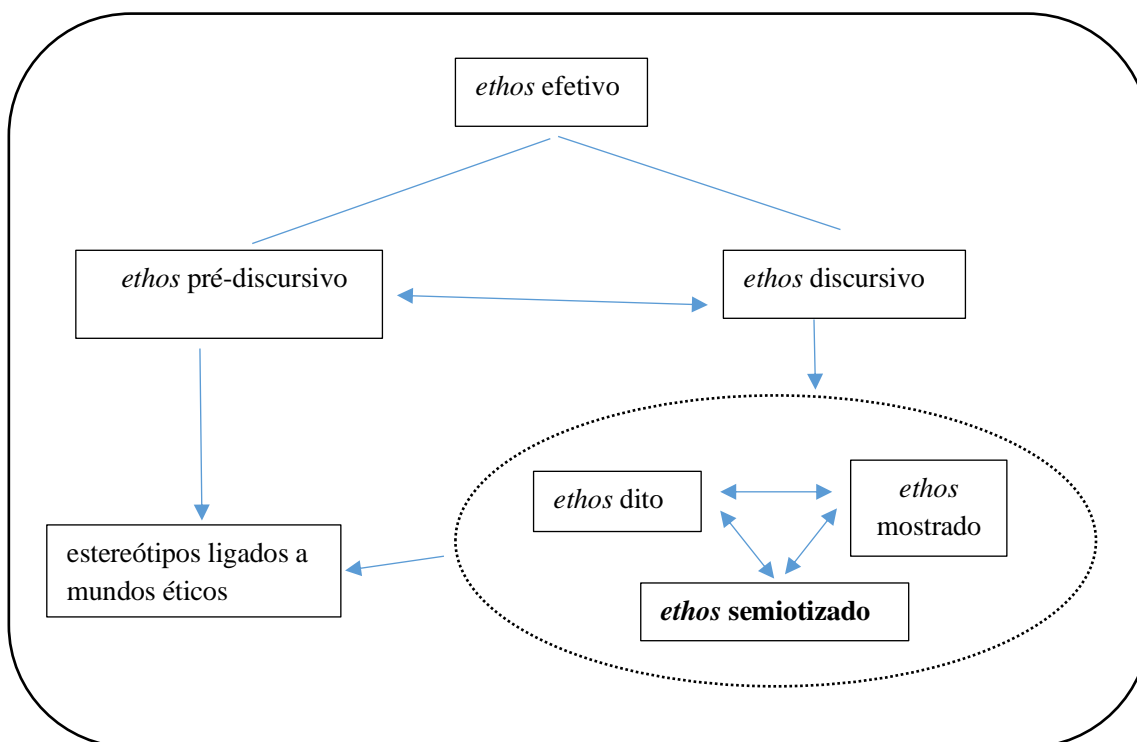 ethos efetivo
ethos pré-discursivo
ethos discursivo
ethos dito
ethos
mostrado
estereótipos ligados a
mundos éticos
ethos semiotizado